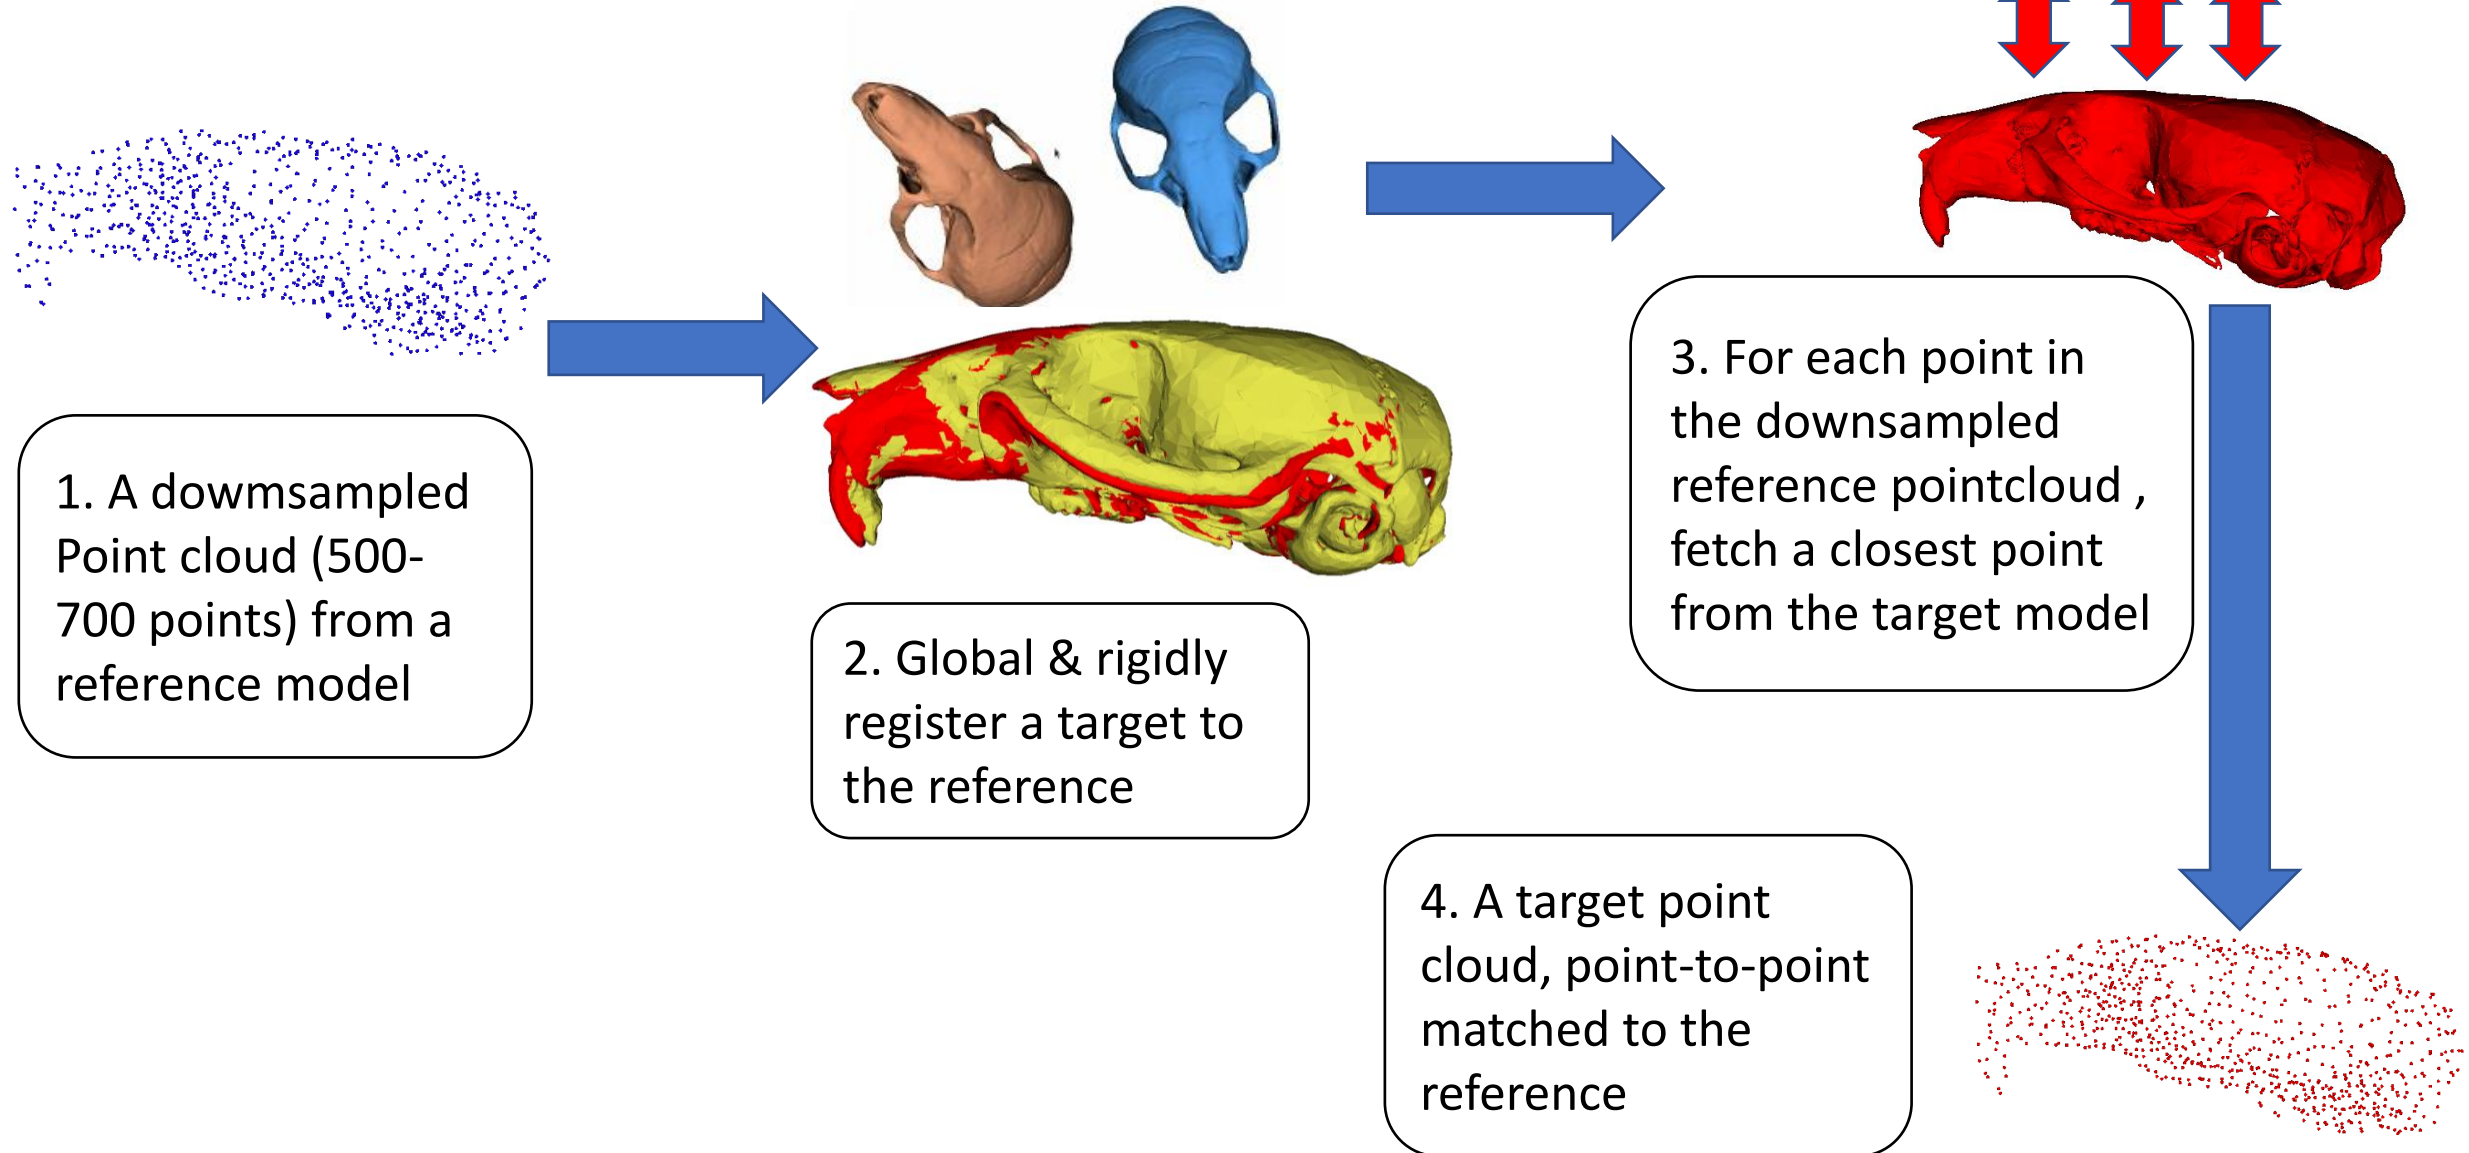 1. A dowmsampled
Point cloud (500-
700 points) from a
reference model
2. Global & rigidly
register a target to
the reference
3. For each point in
the downsampled
reference pointcloud ,
fetch a closest point
from the target model
4. A target point
cloud, point-to-point
matched to the
reference